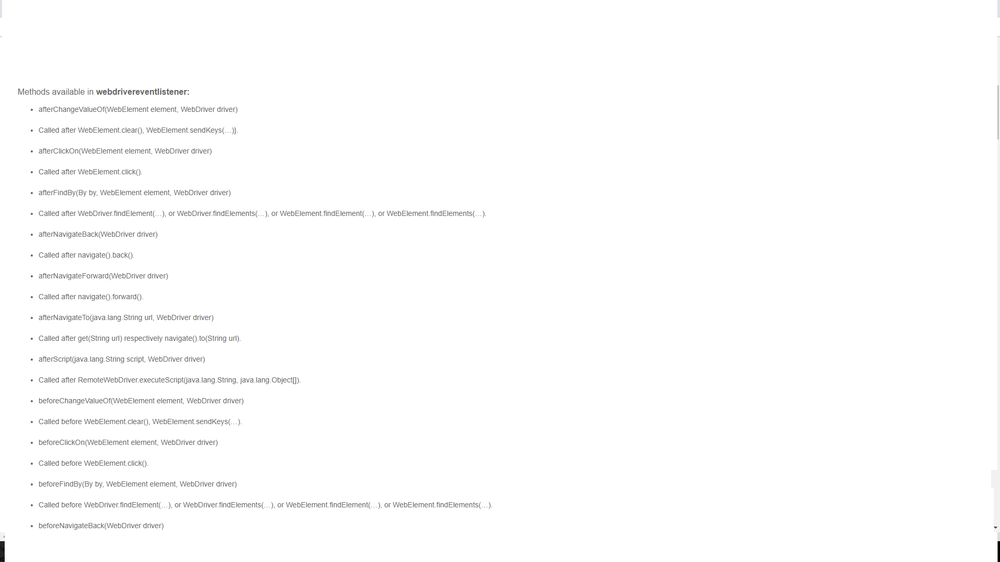 Methods available in webdrivereventlistener:
• afterChangeValueOf(WebElement element, WebDriver driver)
• Called after WebElement.clear(), WebElement.sendKeys(…)}.
• afterClickOn(WebElement element, WebDriver driver)
• Called after WebElement.click().
• afterFindBy(By by, WebElement element, WebDriver driver)
• Called after WebDriver.findElement(…), or WebDriver.findElements(…), or WebElement.findElement(…), or WebElement.findElements(…).
• afterNavigateBack(WebDriver driver)
• Called after navigate().back().
• afterNavigateForward(WebDriver driver)
• Called after navigate().forward().
• afterNavigateTo(java.lang.String url, WebDriver driver)
• Called after get(String url) respectively navigate().to(String url).
• afterScript(java.lang.String script, WebDriver driver)
• Called after RemoteWebDriver.executeScript(java.lang.String, java.lang.Object[]).
• beforeChangeValueOf(WebElement element, WebDriver driver)
• Called before WebElement.clear(), WebElement.sendKeys(…).
• beforeClickOn(WebElement element, WebDriver driver)
• Called before WebElement.click().
• beforeFindBy(By by, WebElement element, WebDriver driver)
• Called before WebDriver.findElement(…), or WebDriver.findElements(…), or WebElement.findElement(…), or WebElement.findElements(…).
• beforeNavigateBack(WebDriver driver)